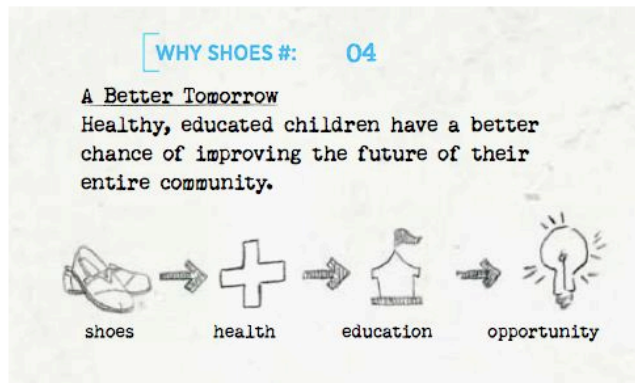 WHY SHOES #: 04
A Better Tomorrow
Healthy, educated children have a better
chance of improving the future of their
entire community.
shoes health education opportunity